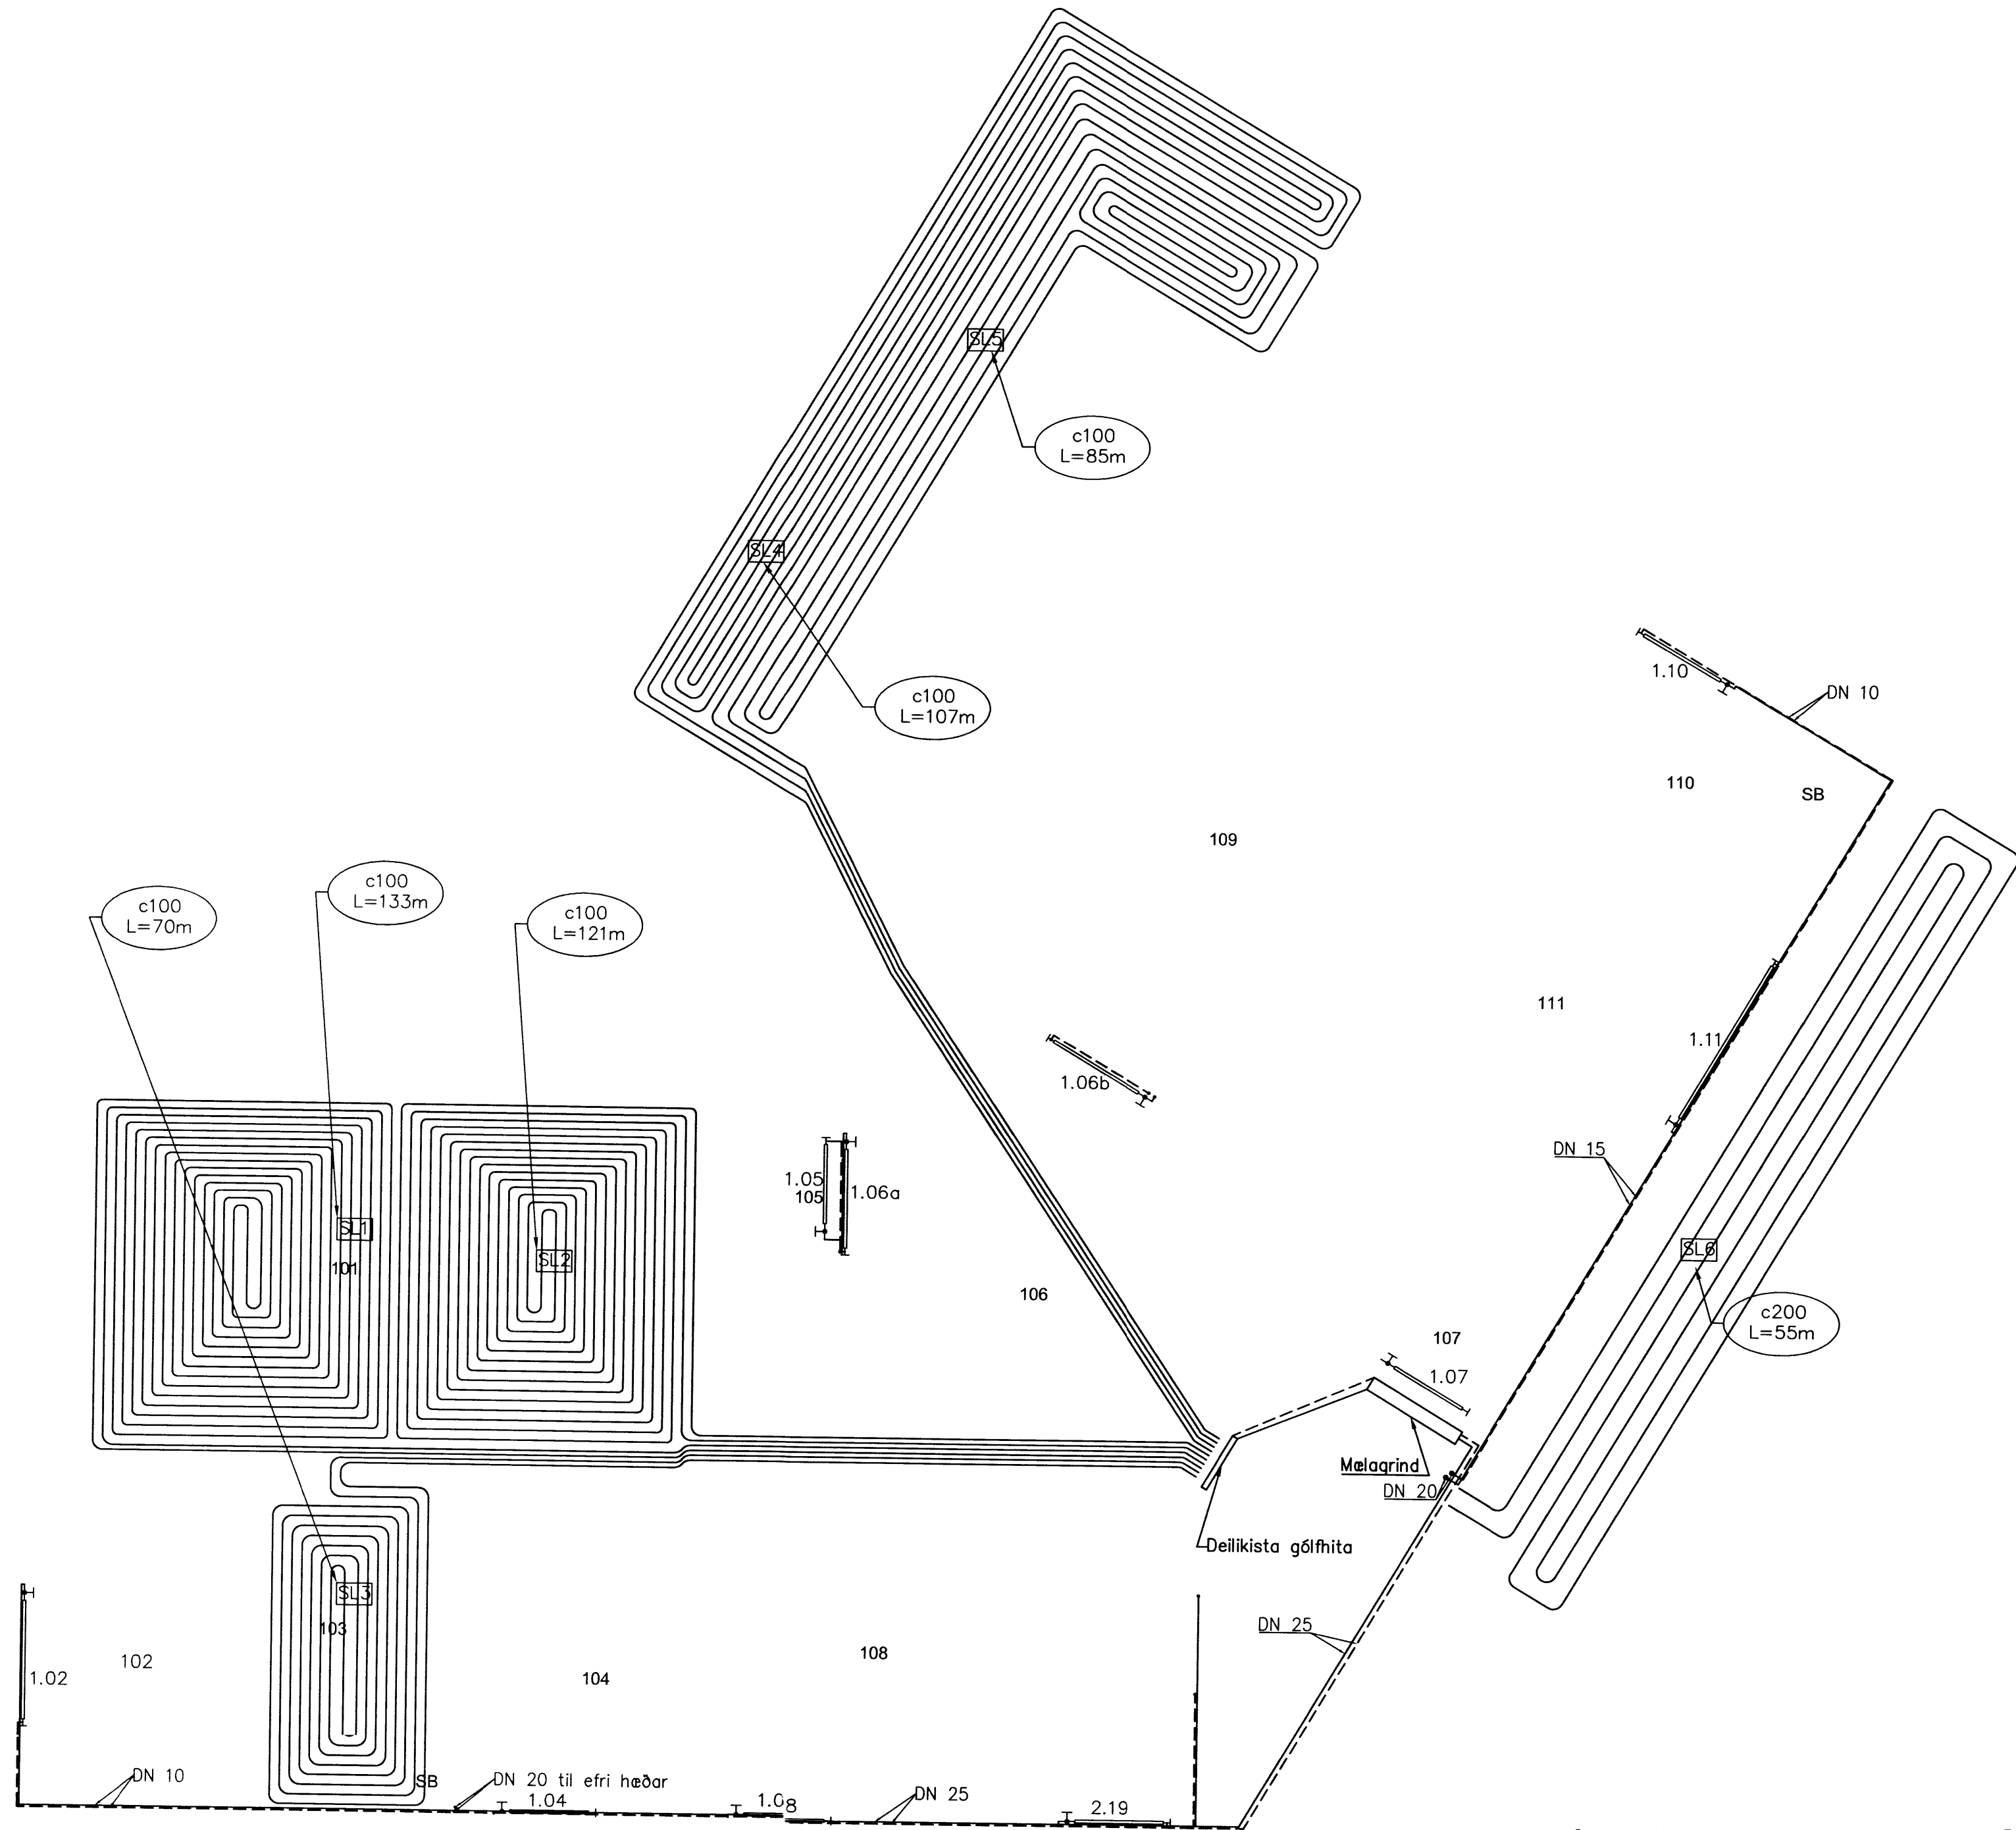 SL5
c100
L=85m
SL4
c100
L=107m
1.10
DN 10
110
SB
109
c100
L=133m
c100
L=70m
c100
L=121m
111
1.11
1.06b
DN 15
1.05
105
1.06a
SL1
101
SL2
SL6
106
c200
L=55m
107
1.07
Mælagrind
DN 20
Deilikista gólfhita
SL3
103
DN 25
102
1.02
104
108
DN 10
SB
DN 20 til efri hæðar
1.04
1.08
DN 25
2.19